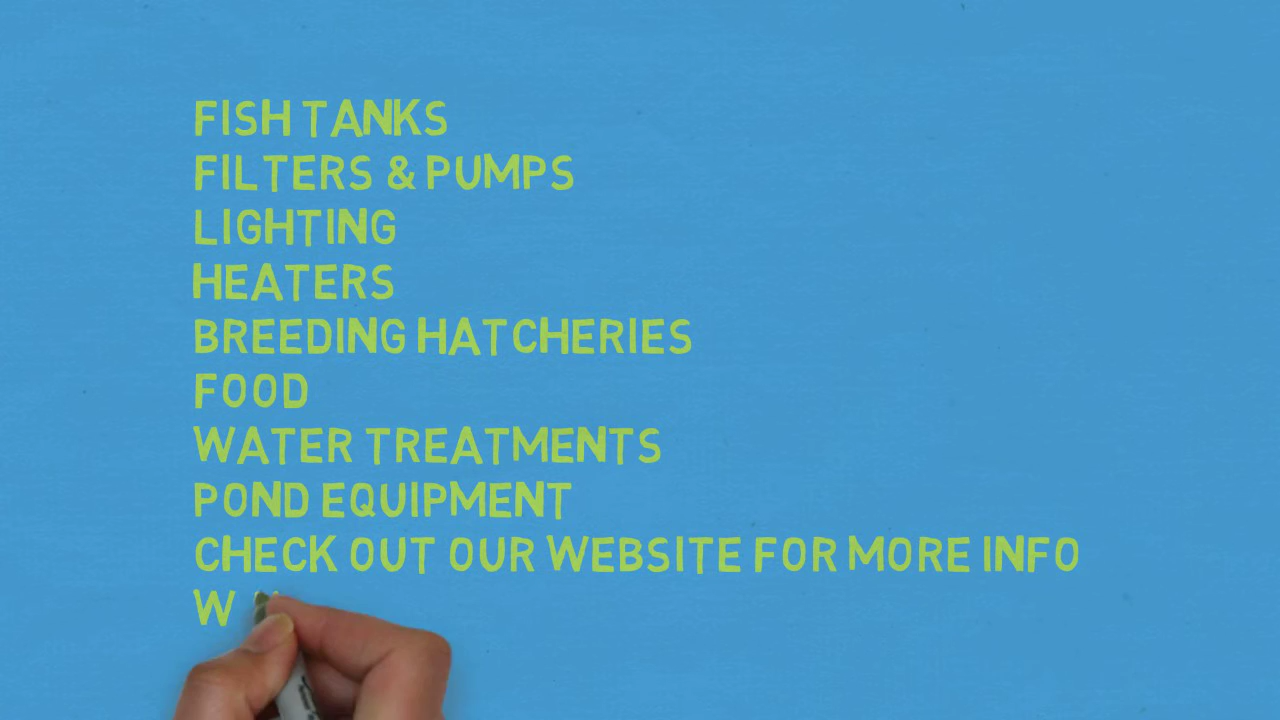 FISH TANKS
FILTERS & PUMPS
LIGHTING
HEATERS
BREEDING HATCHERIES
FOOD
WATER TREATMENTS
POND EQUIPMENT
CHECK OUT OUR WEBSITE FOR MORE INFO
W